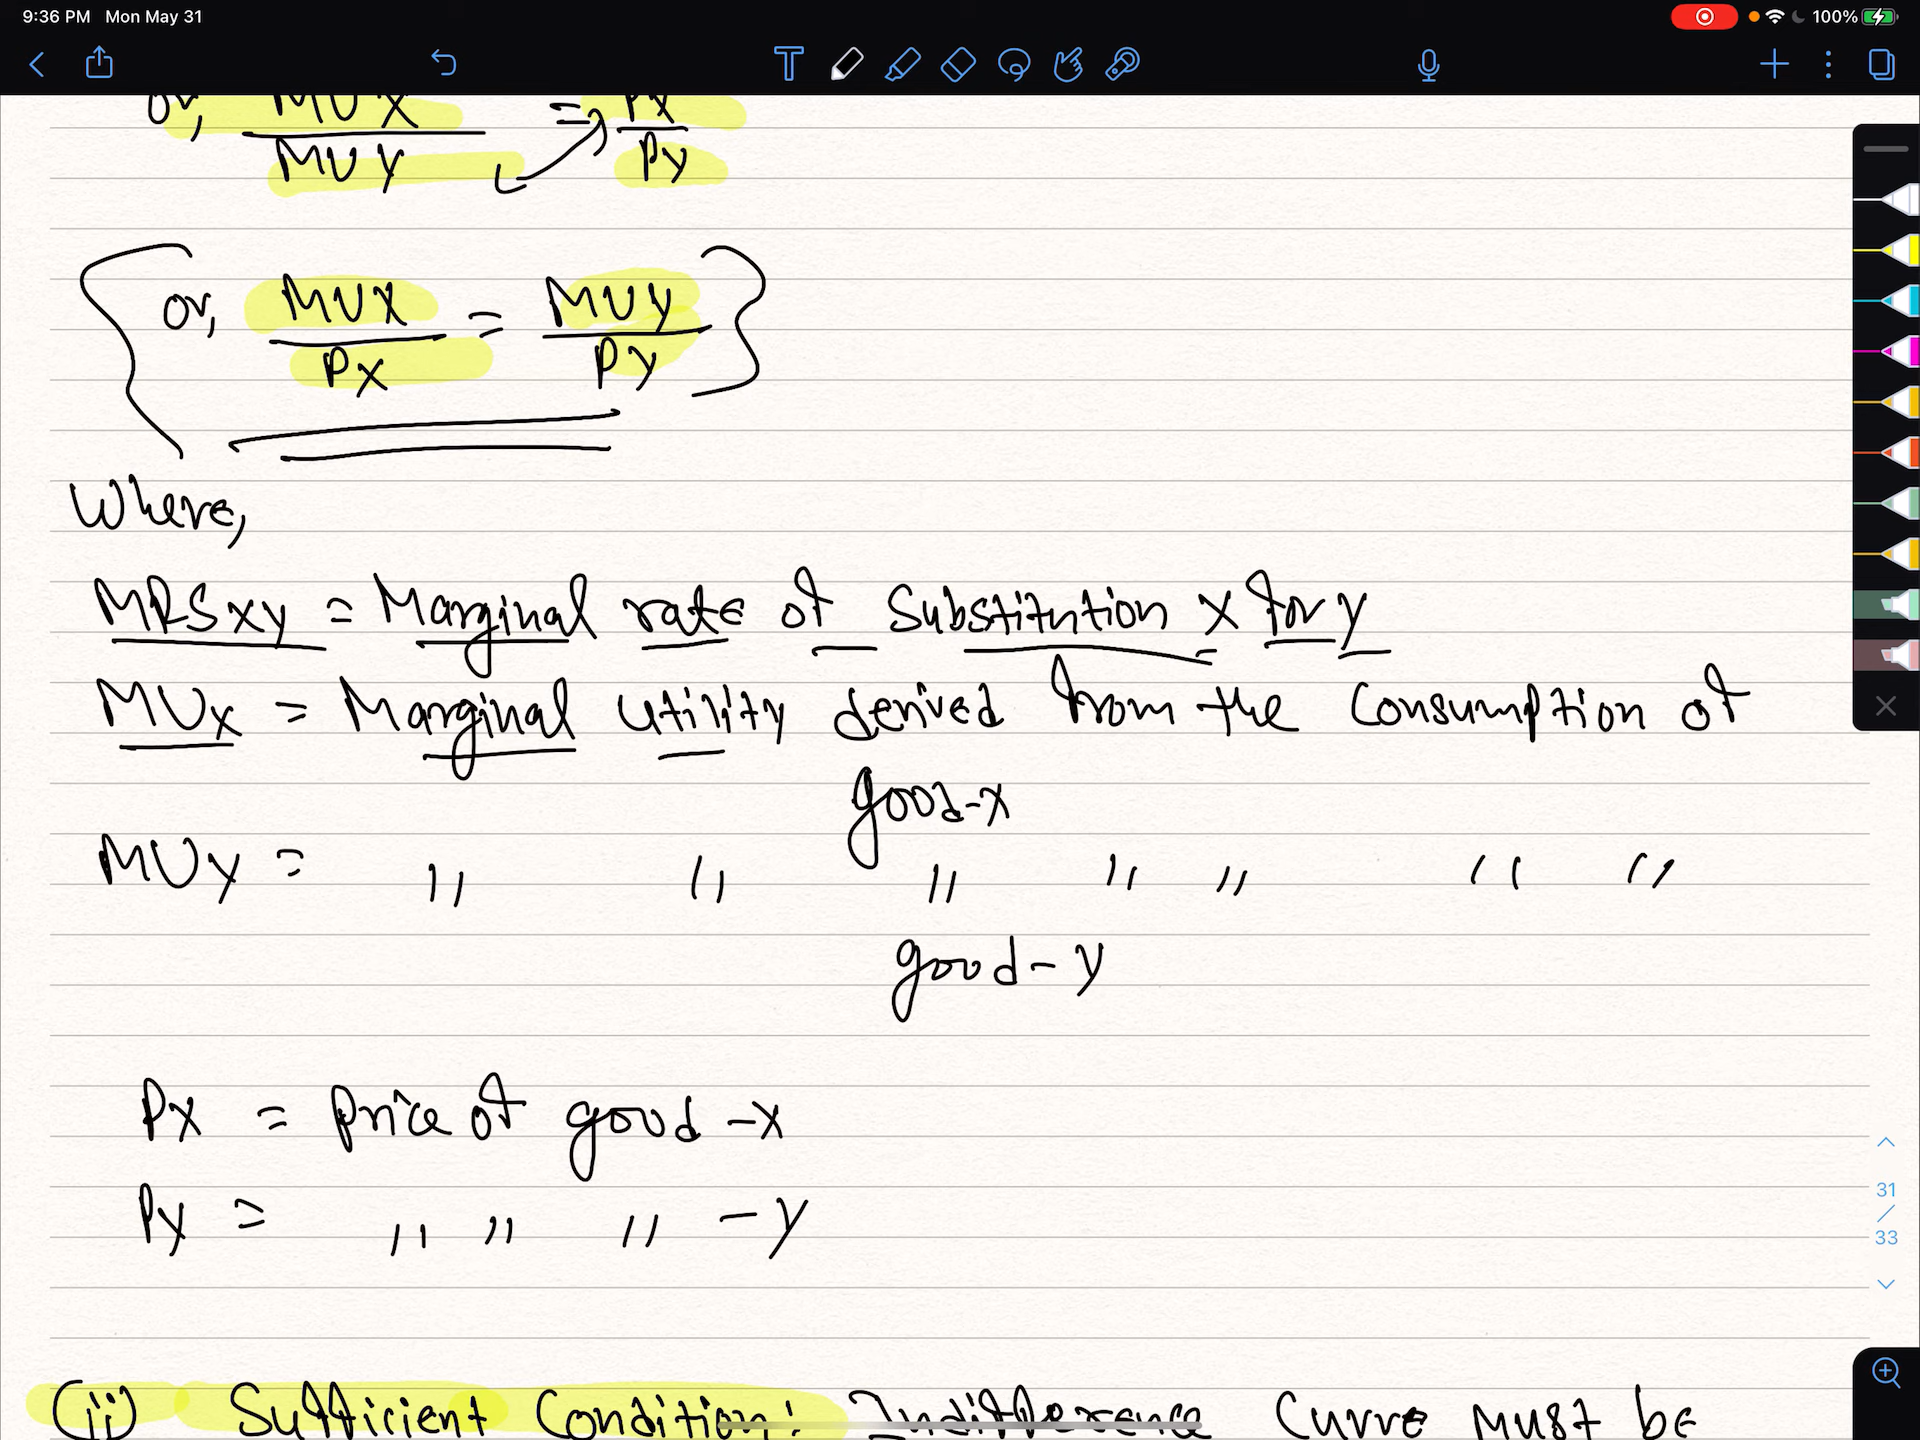 9:36 PM Mon May 31
100%
or, MUX = Px
MUY Py
or, MUX = MUY
Px Py
Where,
MRSxy = Marginal rate of Substitution x for y
MUx = Marginal utility derived from the Consumption of
good-x
MUy = " " " " " " "
good-y
Px = Price of good-x
Py = " " " -y
31
/
33
(ii) Sufficient Condition: Indifference Curve must be